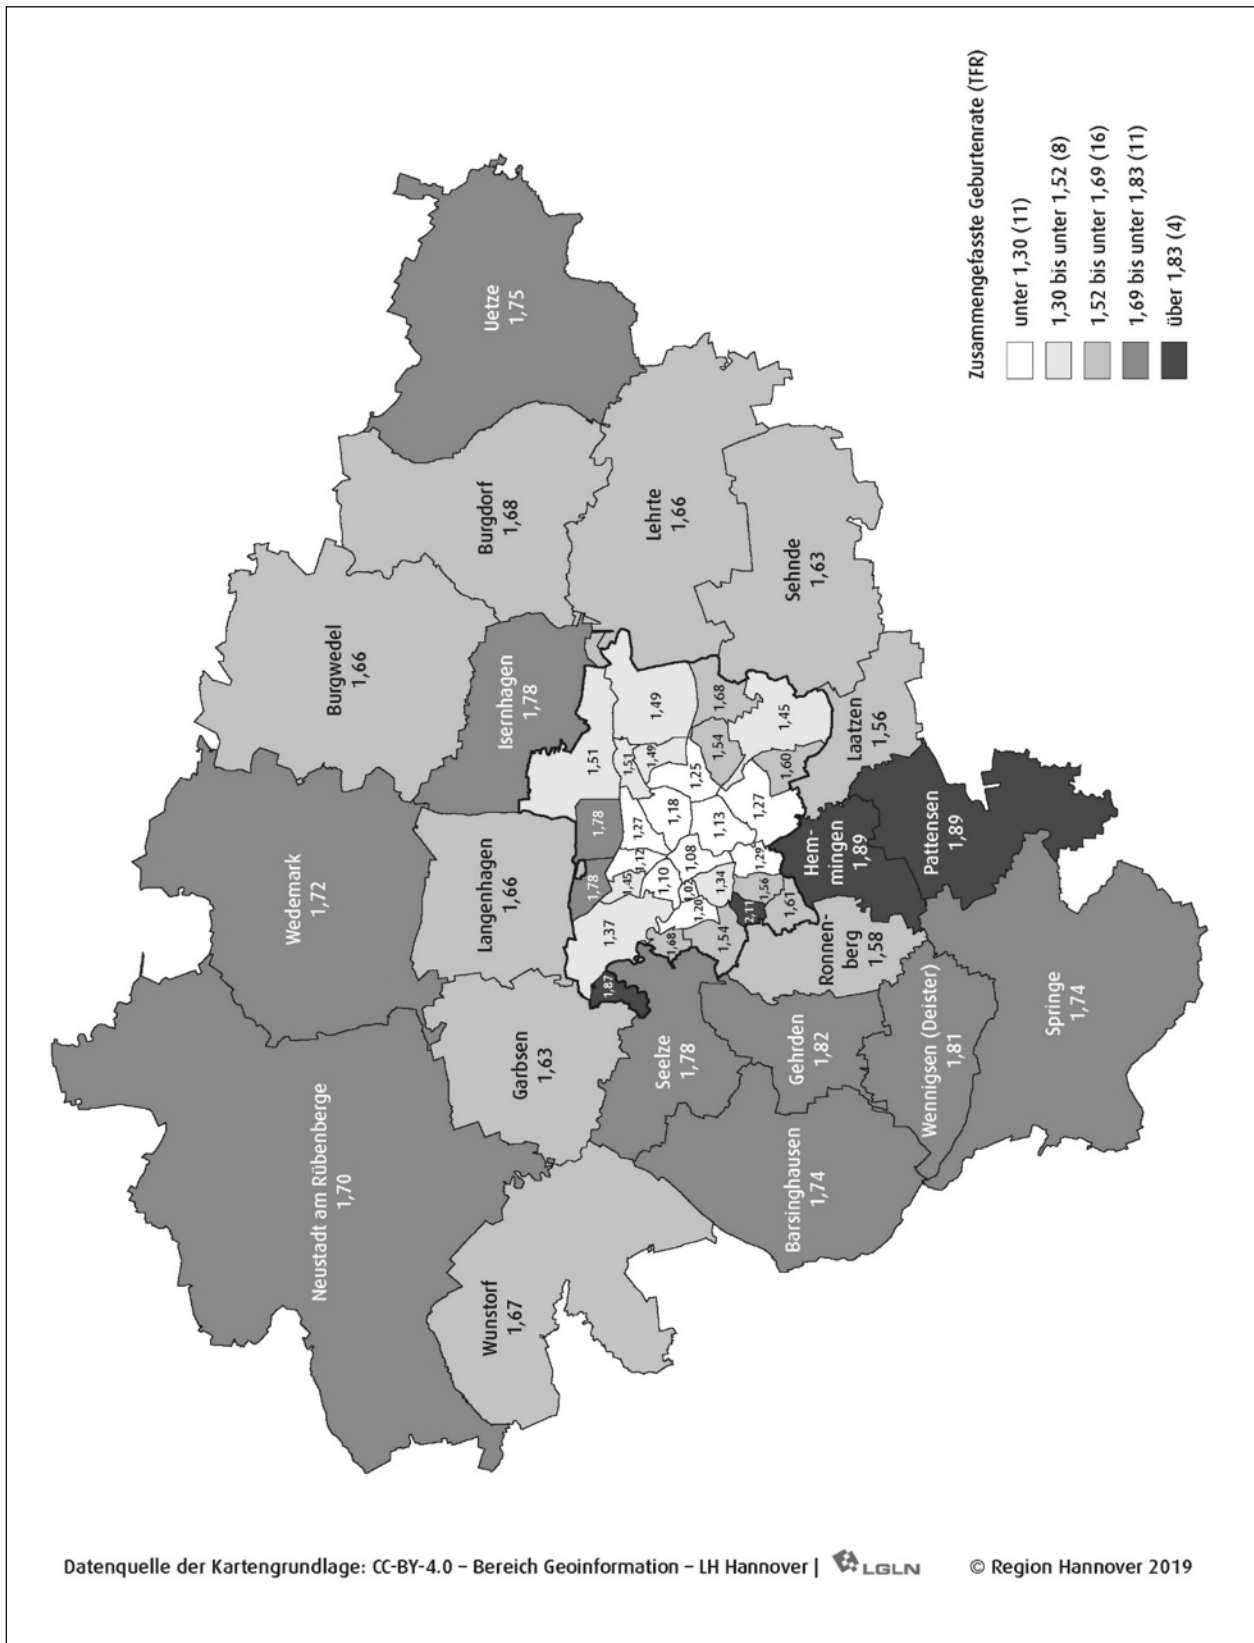 Neustadt am Rübenberge
1,70
Wedemark
1,72
Burgwedel
1,66
Uetze
1,75
Burgdorf
1,68
Isernhagen
1,78
Langenhagen
1,66
Garbsen
1,63
Wunstorf
1,67
Lehrte
1,66
Sehnde
1,63
Seelze
1,78
Barsinghausen
1,74
Gehrden
1,82
Ronnen-
berg
1,58
Wennigsen (Deister)
1,81
Springe
1,74
Hem-
mingen
1,89
Pattensen
1,89
Laatzen
1,56
1,51
1,78
1,78
1,87
1,37
1,45
1,12
1,27
1,51
1,49
1,49
1,18
1,25
1,10
1,08
1,02
1,20
1,68
1,54
1,34
1,13
1,54
1,68
1,45
1,60
1,27
1,29
1,56
2,11
1,61
Zusammengefasste Geburtenrate (TFR)
unter 1,30 (11)
1,30 bis unter 1,52 (8)
1,52 bis unter 1,69 (16)
1,69 bis unter 1,83 (11)
über 1,83 (4)
Datenquelle der Kartengrundlage: CC-BY-4.0 – Bereich Geoinformation – LH Hannover | LGLN © Region Hannover 2019